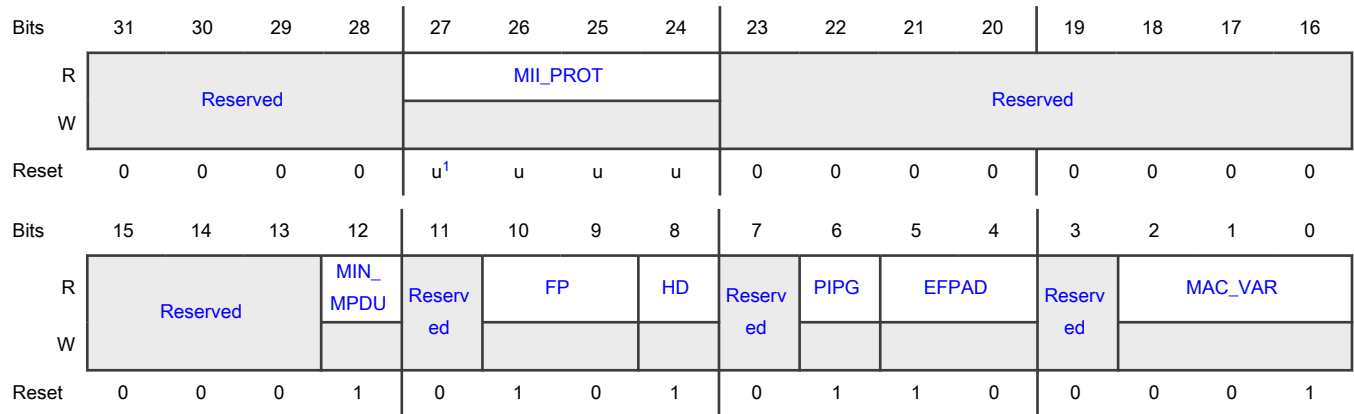 Bits 31 30 29 28 27 26 25 24 23 22 21 20 19 18 17 16
R Reserved MII_PROT Reserved
W
Reset 0 0 0 0 u1 u u u 0 0 0 0 0 0 0 0
Bits 15 14 13 12 11 10 9 8 7 6 5 4 3 2 1 0
R Reserved MIN_ MPDU Reserv ed FP HD Reserv ed PIPG EFPAD Reserv ed MAC_VAR
W
Reset 0 0 0 1 0 1 0 1 0 1 1 0 0 0 0 1